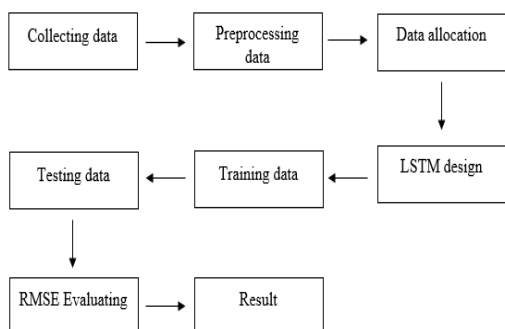 Collecting data
Preprocessing
data
Data allocation
LSTM design
Training data
Testing data
RMSE Evaluating
Result